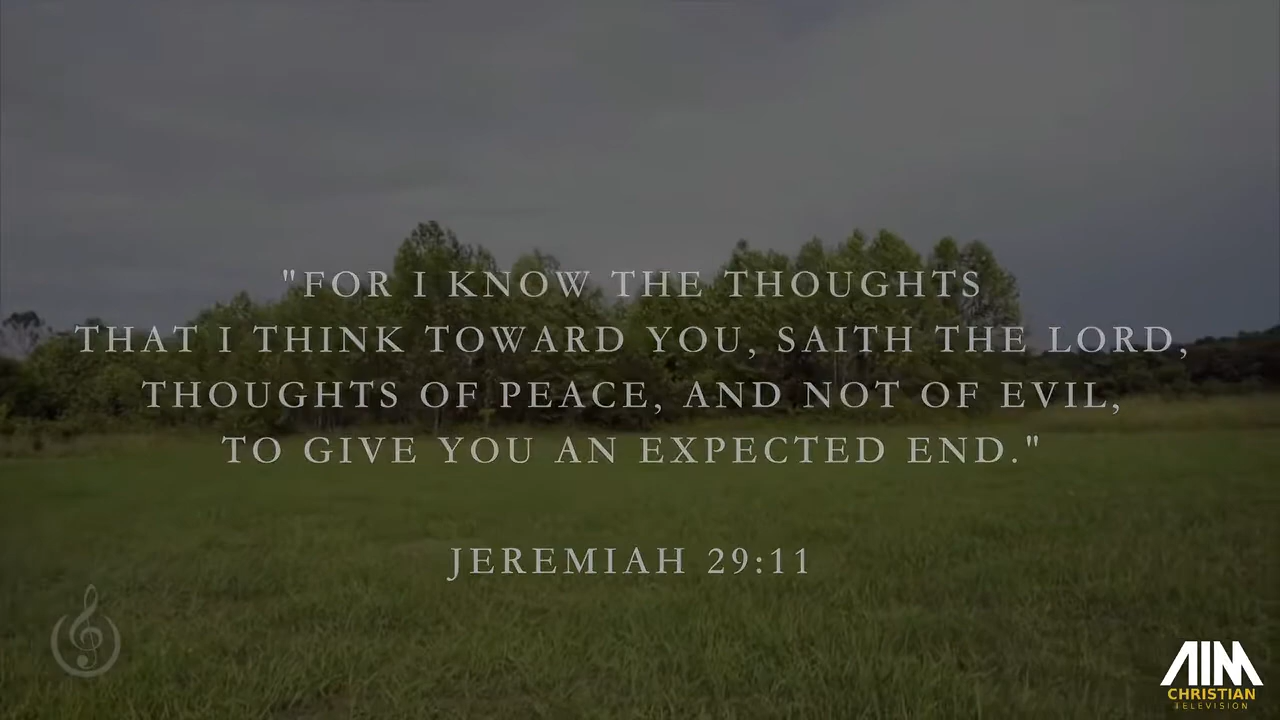 "FOR I KNOW THE THOUGHTS
THAT I THINK TOWARD YOU, SAITH THE LORD,
THOUGHTS OF PEACE, AND NOT OF EVIL,
TO GIVE YOU AN EXPECTED END."
JEREMIAH 29:11
AIM
CHRISTIAN
TELEVISION